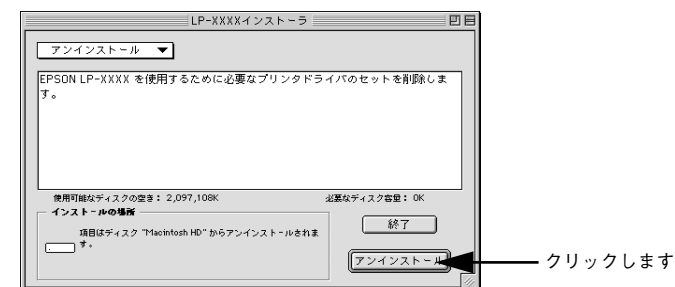 LP-XXXXインストーラ
アンインストール
EPSON LP-XXXX を使用するために必要なプリンタドライバのセットを削除しま
す。
使用可能なディスクの空き： 2,097,108K
必要なディスク容量： 0K
インストールの場所
項目はディスク "Macintosh HD" からアンインストールされま
す。
終了
アンインストール
クリックします